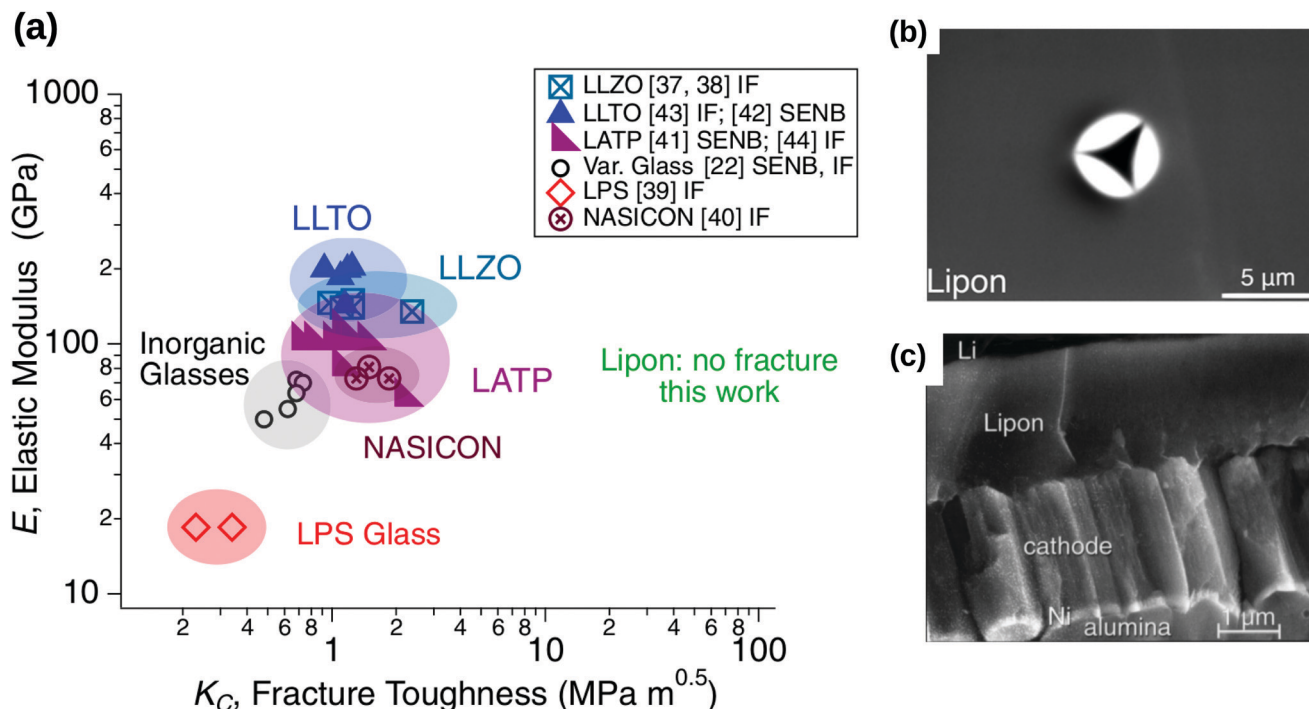 (a)
1000
8
6
4
2
100
8
6
4
2
10
E, Elastic Modulus (GPa)
2
4
6
8
1
2
4
6
8
10
2
4
6
8
100
K_C, Fracture Toughness (MPa m^0.5)
LLZO [37, 38] IF
LLTO [43] IF; [42] SENB
LATP [41] SENB; [44] IF
Var. Glass [22] SENB, IF
LPS [39] IF
NASICON [40] IF
LLTO
LLZO
Inorganic
Glasses
LATP
NASICON
LPS Glass
Lipon: no fracture
this work
(b)
Lipon
5 µm
(c)
Li
Lipon
cathode
Ni
alumina
1 µm